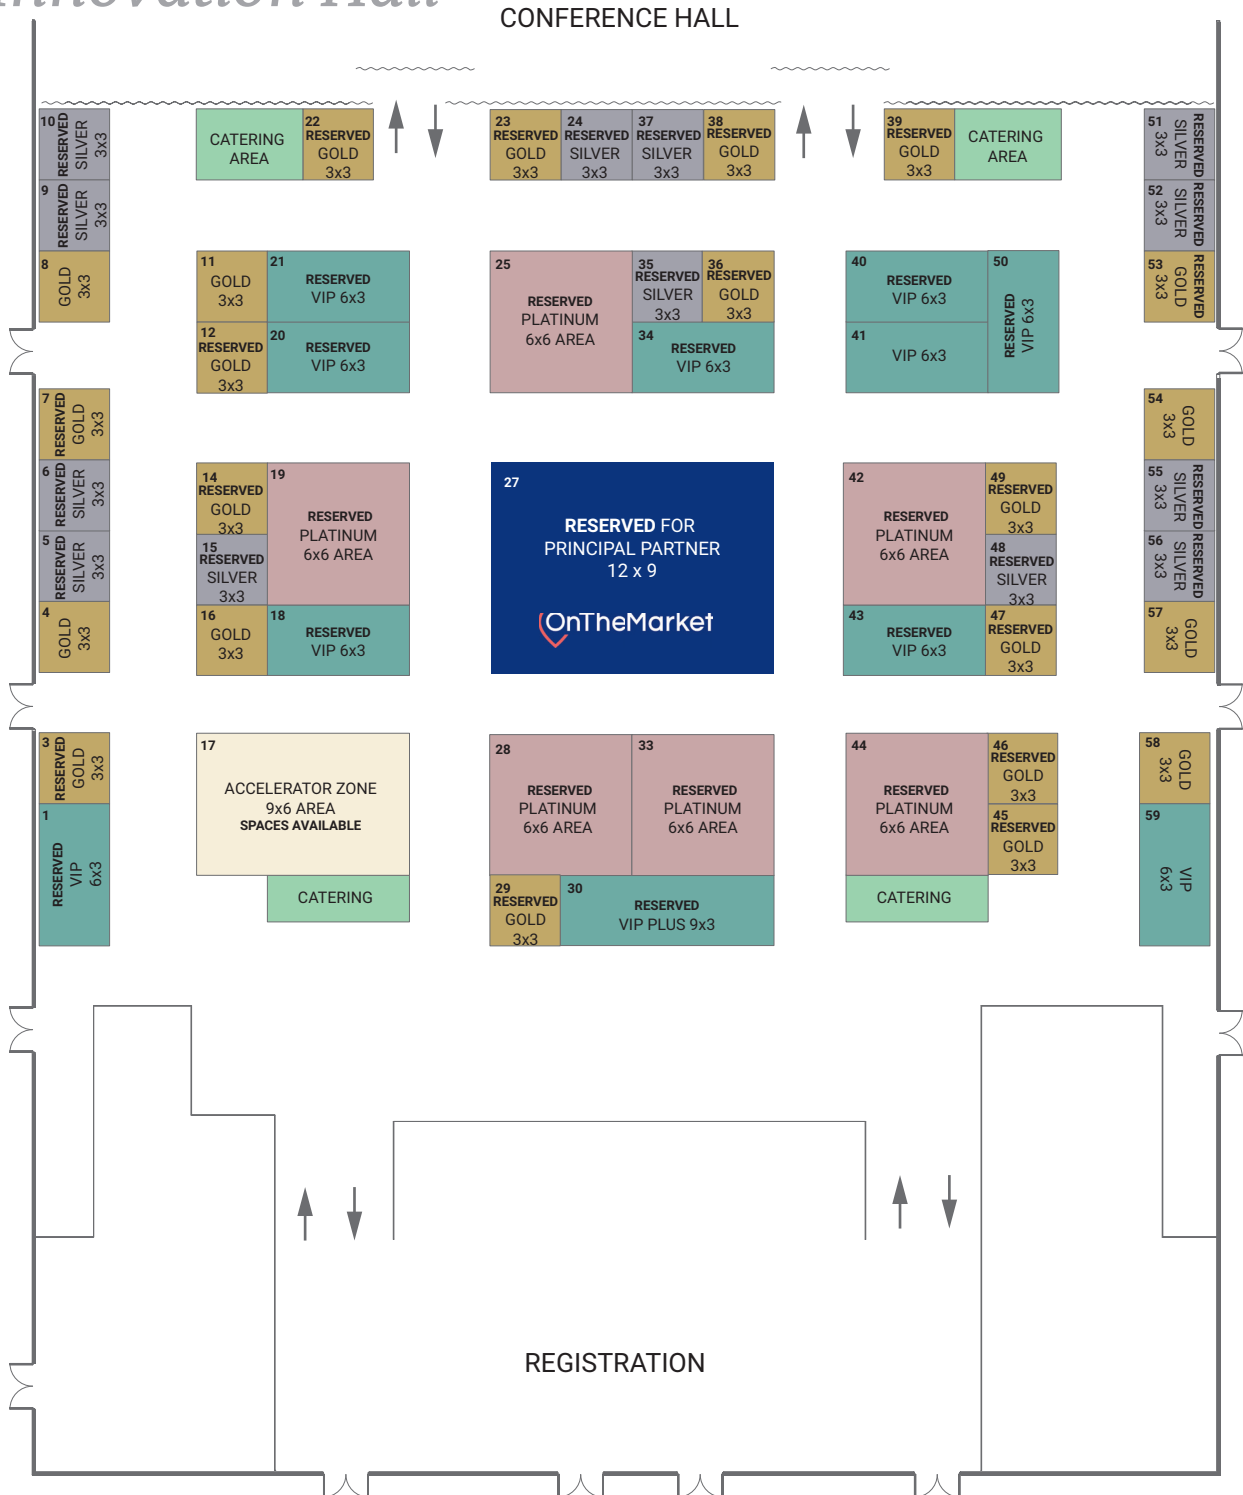 Innovation Hall
CONFERENCE HALL
10
RESERVED
SILVER
3x3
9
RESERVED
SILVER
3x3
8
GOLD
3x3
CATERING
AREA
22
RESERVED
GOLD
3x3
23
RESERVED
GOLD
3x3
24
RESERVED
SILVER
3x3
37
RESERVED
SILVER
3x3
38
RESERVED
GOLD
3x3
39
RESERVED
GOLD
3x3
CATERING
AREA
51
RESERVED
SILVER
3x3
52
RESERVED
SILVER
3x3
53
RESERVED
GOLD
3x3
11
GOLD
3x3
21
RESERVED
VIP 6x3
12
RESERVED
GOLD
3x3
20
RESERVED
VIP 6x3
25
RESERVED
PLATINUM
6x6 AREA
35
RESERVED
SILVER
3x3
36
RESERVED
GOLD
3x3
34
RESERVED
VIP 6x3
40
RESERVED
VIP 6x3
41
VIP 6x3
50
RESERVED
VIP 6x3
7
RESERVED
GOLD
3x3
6
RESERVED
SILVER
3x3
5
RESERVED
SILVER
3x3
4
GOLD
3x3
14
RESERVED
GOLD
3x3
15
RESERVED
SILVER
3x3
16
GOLD
3x3
19
RESERVED
PLATINUM
6x6 AREA
18
RESERVED
VIP 6x3
27
RESERVED FOR
PRINCIPAL PARTNER
12 x 9
OnTheMarket
42
RESERVED
PLATINUM
6x6 AREA
49
RESERVED
GOLD
3x3
48
RESERVED
SILVER
3x3
43
RESERVED
VIP 6x3
47
RESERVED
GOLD
3x3
54
GOLD
3x3
55
RESERVED
SILVER
3x3
56
RESERVED
SILVER
3x3
57
GOLD
3x3
3
RESERVED
GOLD
3x3
1
RESERVED
VIP
6x3
17
ACCELERATOR ZONE
9x6 AREA
SPACES AVAILABLE
CATERING
28
RESERVED
PLATINUM
6x6 AREA
33
RESERVED
PLATINUM
6x6 AREA
29
RESERVED
GOLD
3x3
30
RESERVED
VIP PLUS 9x3
44
RESERVED
PLATINUM
6x6 AREA
46
RESERVED
GOLD
3x3
45
RESERVED
GOLD
3x3
CATERING
58
GOLD
3x3
59
VIP
6x3
REGISTRATION